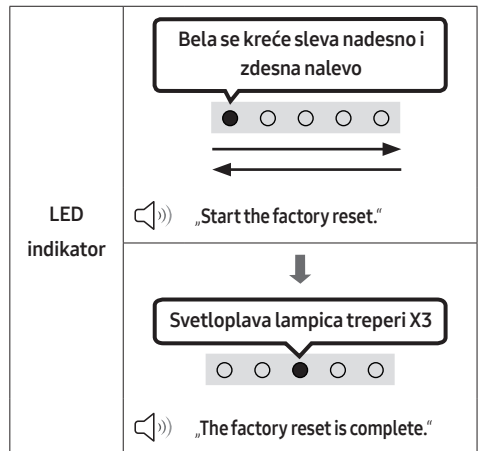 Bela se kreće sleva nadesno i
zdesna nalevo
„Start the factory reset.“
LED
indikator
Svetloplava lampica treperi X3
„The factory reset is complete.“